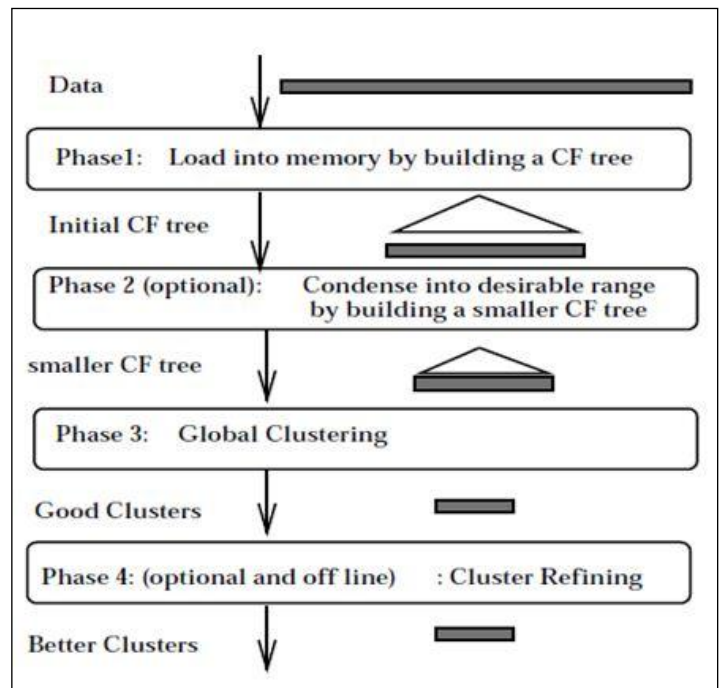 Data
Phase1: Load into memory by building a CF tree
Initial CF tree
Phase 2 (optional): Condense into desirable range
by building a smaller CF tree
smaller CF tree
Phase 3: Global Clustering
Good Clusters
Phase 4: (optional and off line) : Cluster Refining
Better Clusters